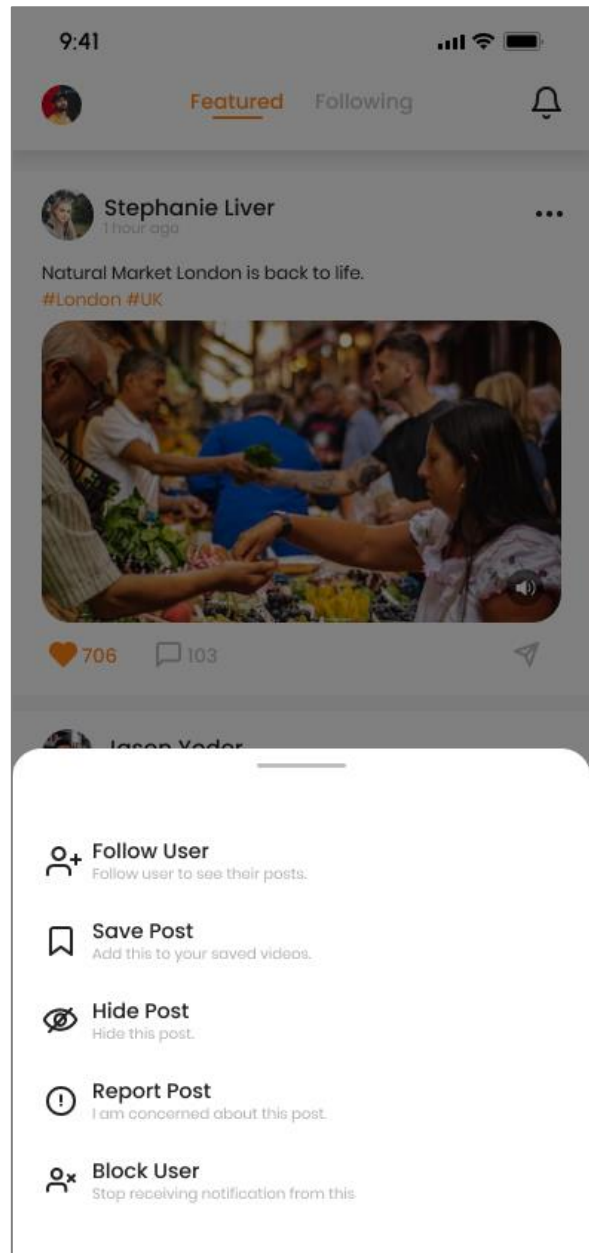 9:41
Featured Following
Stephanie Liver
1 hour ago
Natural Market London is back to life.
#London #UK
706 103
Jason Yoder
Follow User
Follow user to see their posts.
Save Post
Add this to your saved videos.
Hide Post
Hide this post.
Report Post
I am concerned about this post.
Block User
Stop receiving notification from this